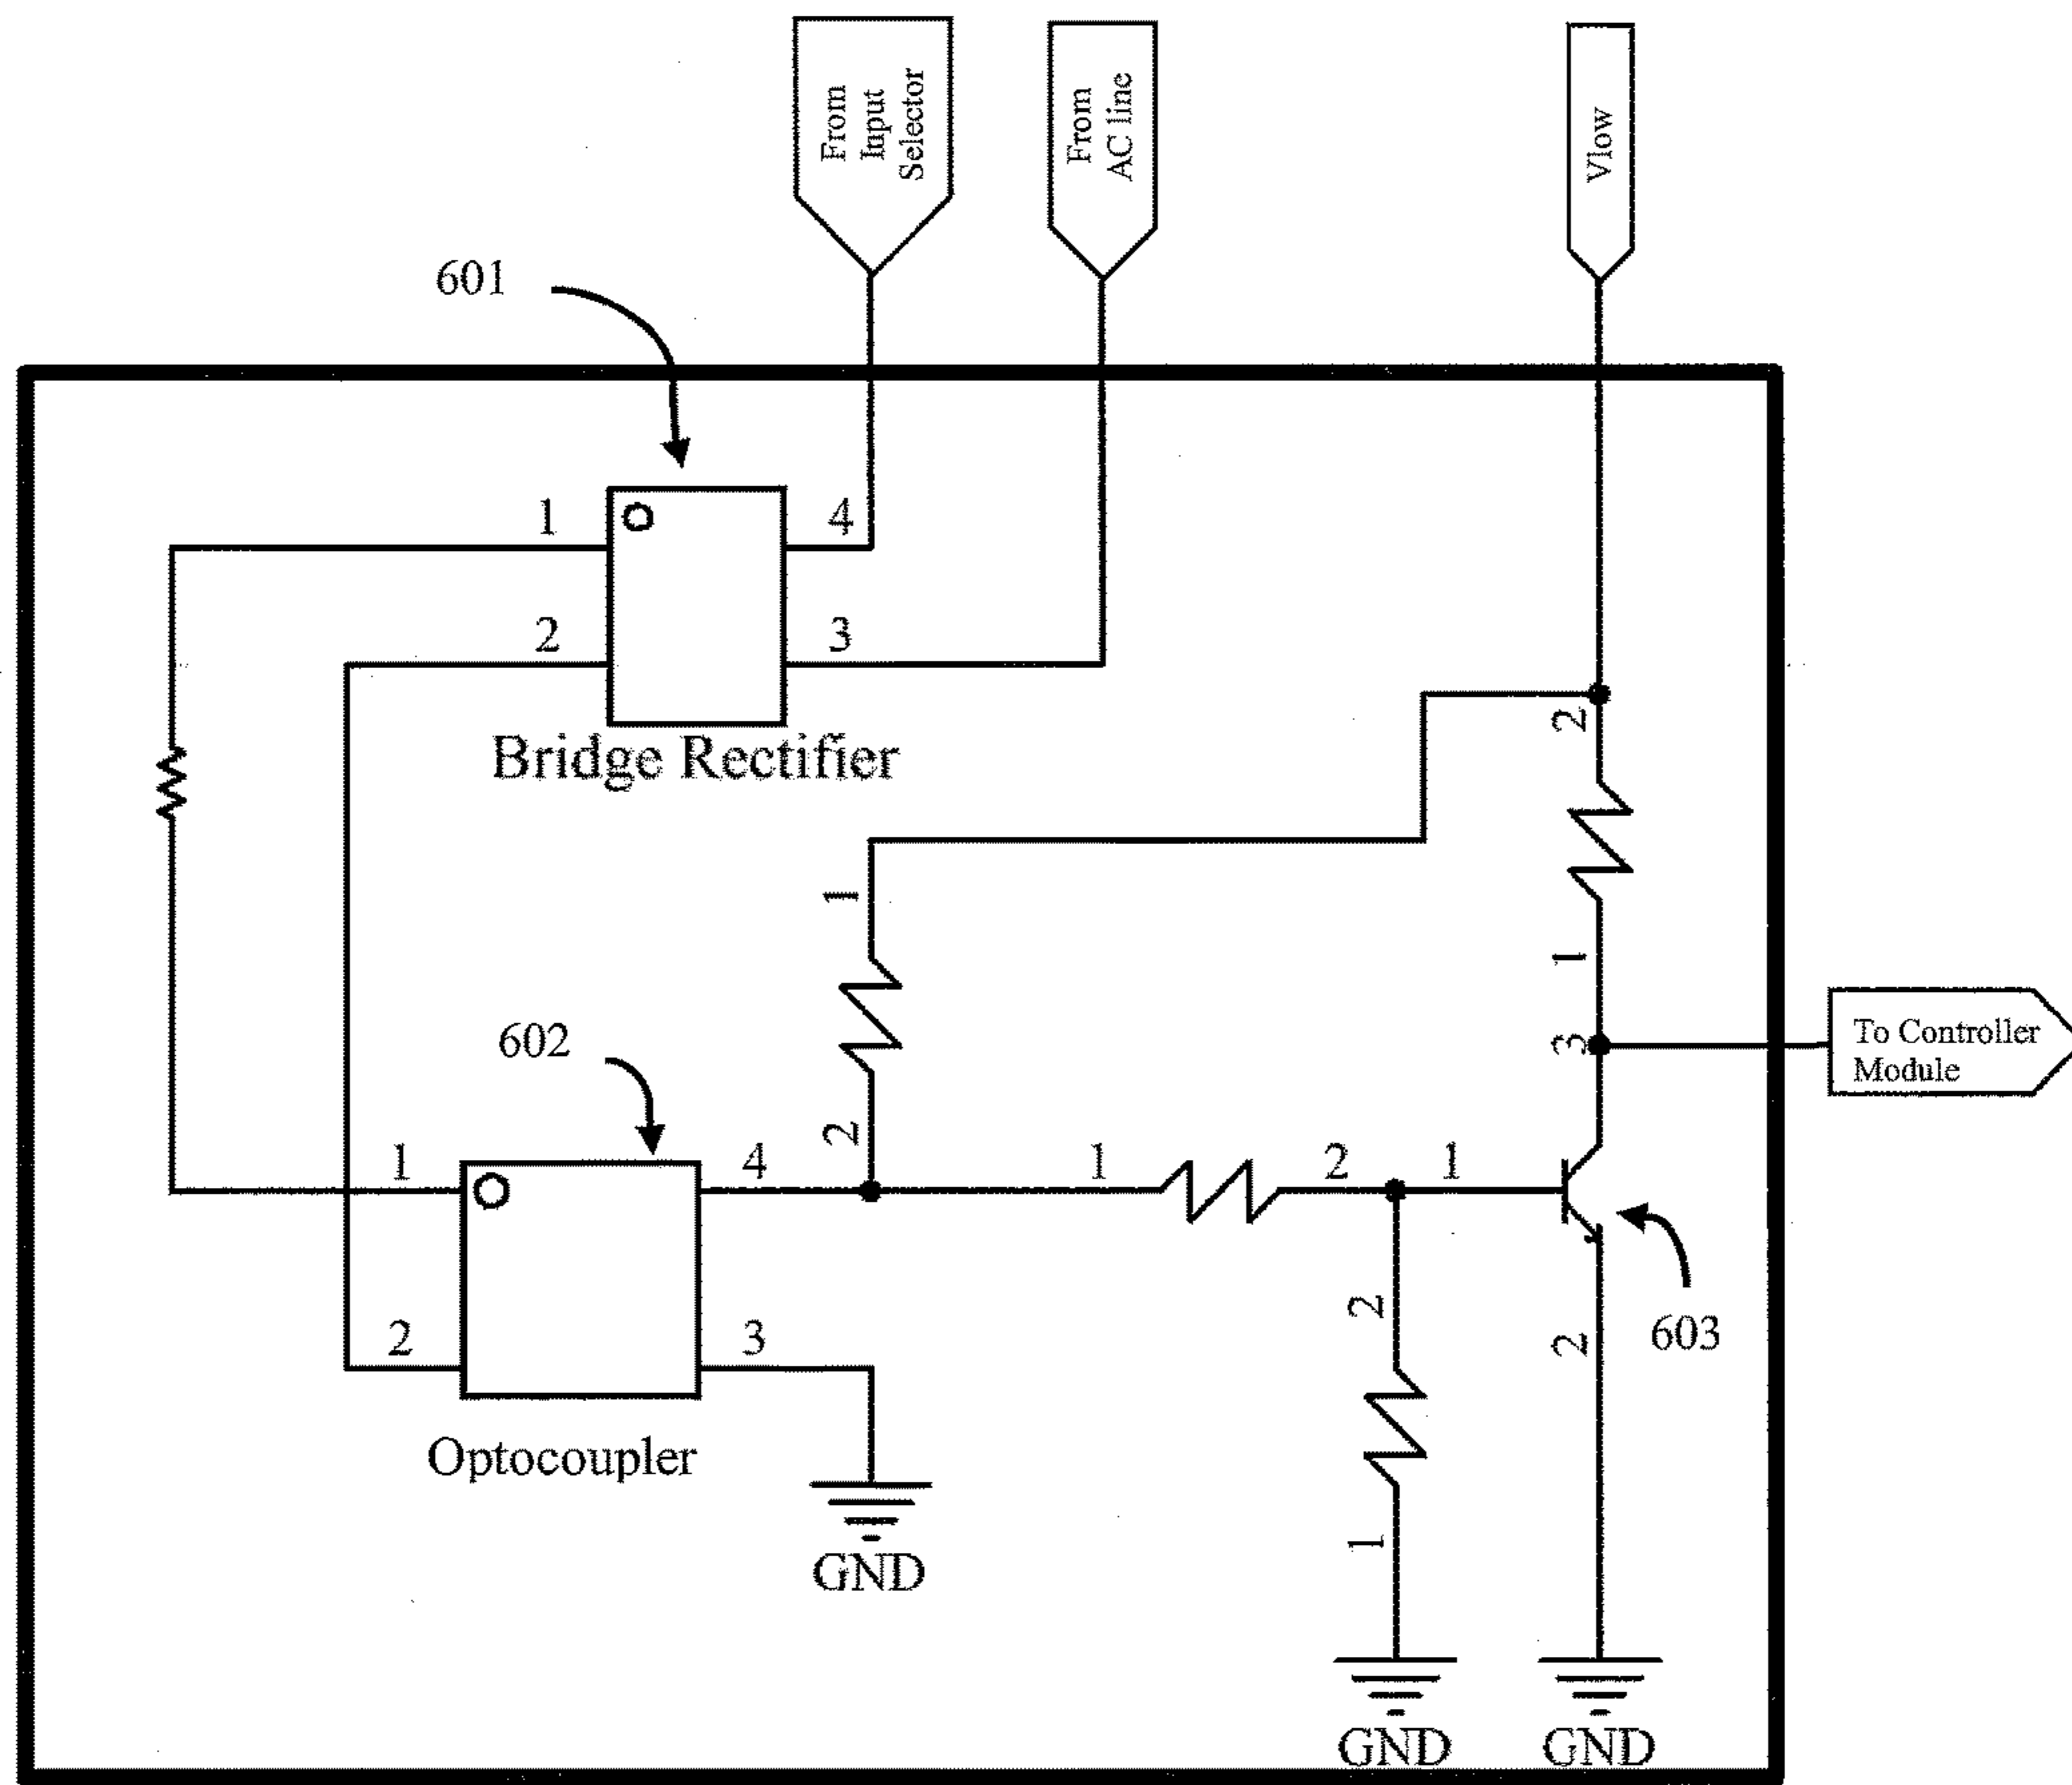 From
Input
Selector
From
AC line
Vlow
601
1
4
2
3
Bridge Rectifier
2
1
1
3
To Controller
Module
602
2
1
4
1
2
1
2
3
2
2
603
Optocoupler
1
GND
GND
GND